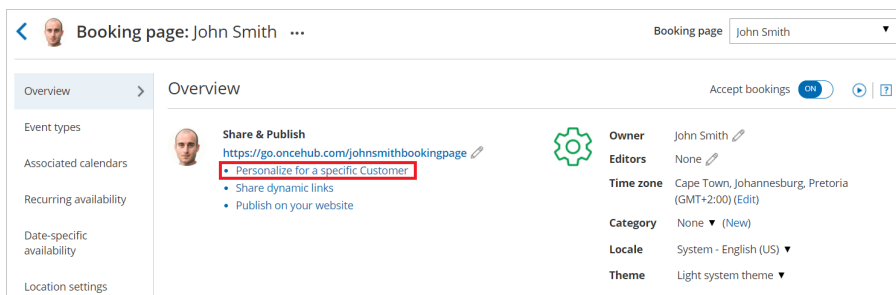 Booking page: John Smith ...
Booking page John Smith
Overview
Event types
Associated calendars
Recurring availability
Date-specific
availability
Location settings
Overview
Accept bookings ON
Share & Publish
https://go.oncehub.com/johnsmithbookingpage
• Personalize for a specific Customer
• Share dynamic links
• Publish on your website
Owner John Smith
Editors None
Time zone Cape Town, Johannesburg, Pretoria
(GMT+2:00) (Edit)
Category None ▼ (New)
Locale System - English (US) ▼
Theme Light system theme ▼